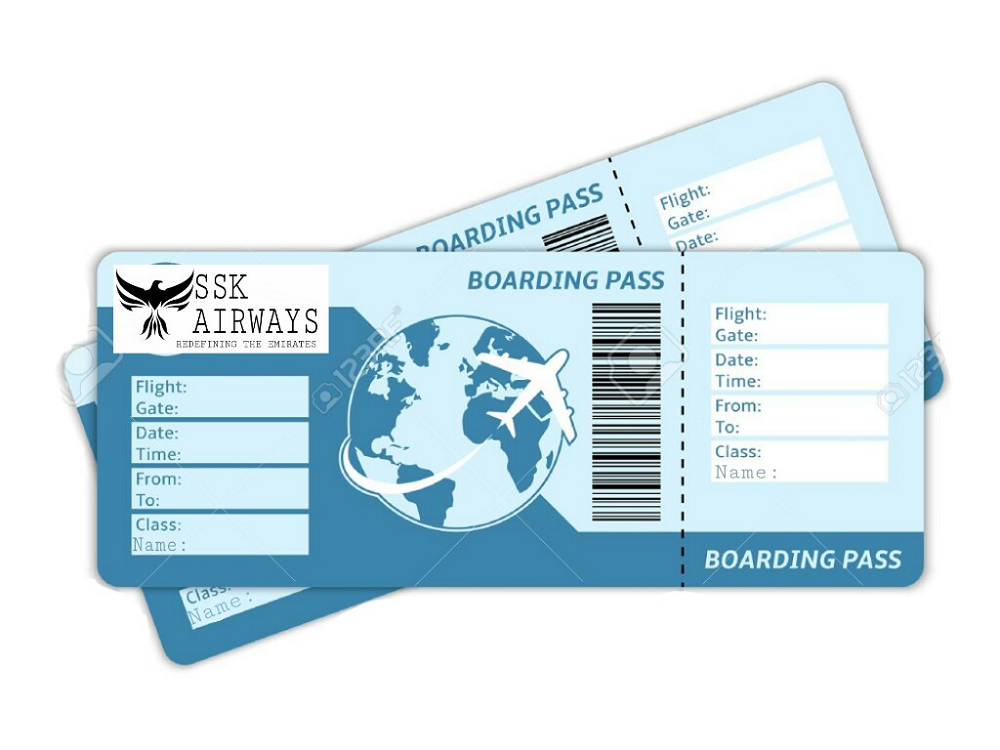 BOARDING PASS
Flight:
Gate:
Date:
SSK
AIRWAYS
REDEFINING THE EMIRATES
BOARDING PASS
Flight:
Gate:
Date:
Time:
From:
To:
Class:
Name:
Flight:
Gate:
Date:
Time:
From:
To:
Class:
Name:
BOARDING PASS
Class:
Name:
123RF